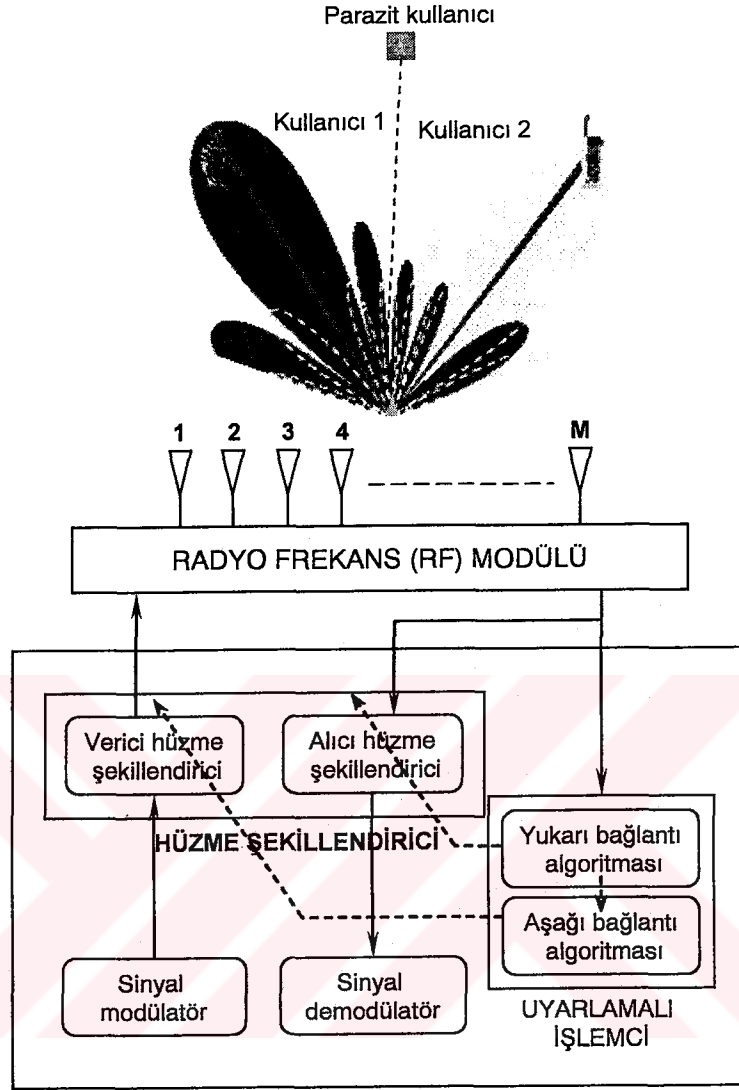 Parazit kullanıcı
Kullanıcı 1
Kullanıcı 2
1 2 3 4 M
RADYO FREKANS (RF) MODÜLÜ
Verici hüzme
şekillendirici
Alıcı hüzme
şekillendirici
HÜZME ŞEKİLLENDİRİCİ
Yukarı bağlantı
algoritması
Aşağı bağlantı
algoritması
Sinyal
modülatör
Sinyal
demodülatör
UYARLAMALI
İŞLEMCİ